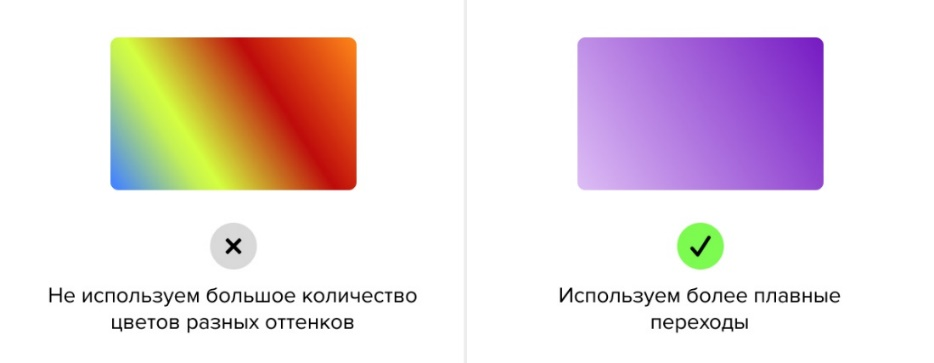 Не используем большое количество
цветов разных оттенков
Используем более плавные
переходы